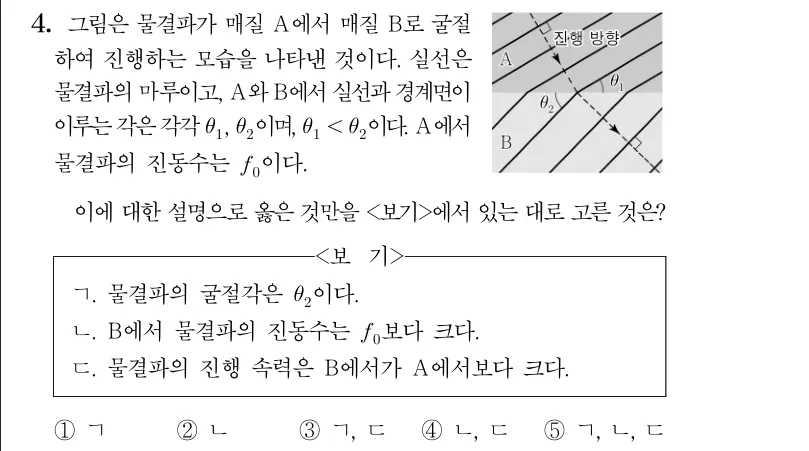 4. 그림은 물결파가 매질 A에서 매질 B로 굴절
하여 진행하는 모습을 나타낸 것이다. 실선은
물결파의 마루이고, A와 B에서 실선과 경계면이
이루는 각은 각각 θ₁, θ₂이며, θ₁ < θ₂이다. A에서
물결파의 진동수는 f₀이다.
진행 방향
A
θ₁
θ₂
B
이에 대한 설명으로 옳은 것만을 <보기>에서 있는 대로 고른 것은?
<보 기>
ㄱ. 물결파의 굴절각은 θ₂이다.
ㄴ. B에서 물결파의 진동수는 f₀보다 크다.
ㄷ. 물결파의 진행 속력은 B에서가 A에서보다 크다.
① ㄱ ② ㄴ ③ ㄱ, ㄷ ④ ㄴ, ㄷ ⑤ ㄱ, ㄴ, ㄷ